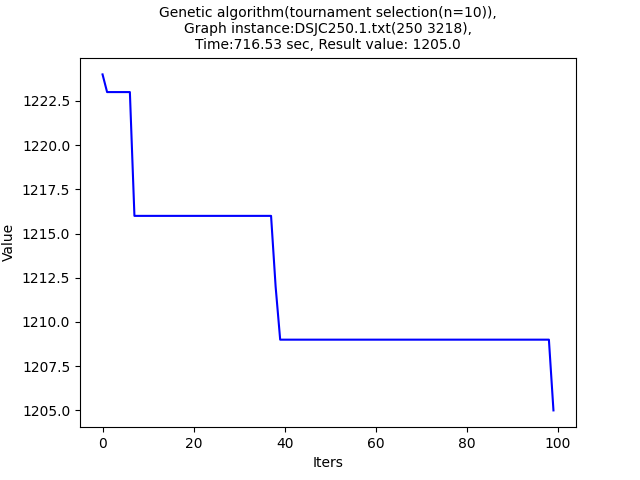 Genetic algorithm(tournament selection(n=10)),
Graph instance:DSJC250.1.txt(250 3218),
Time:716.53 sec, Result value: 1205.0
1222.5
1220.0
1217.5
1215.0
1212.5
1210.0
1207.5
1205.0
Value
0 20 40 60 80 100
Iters